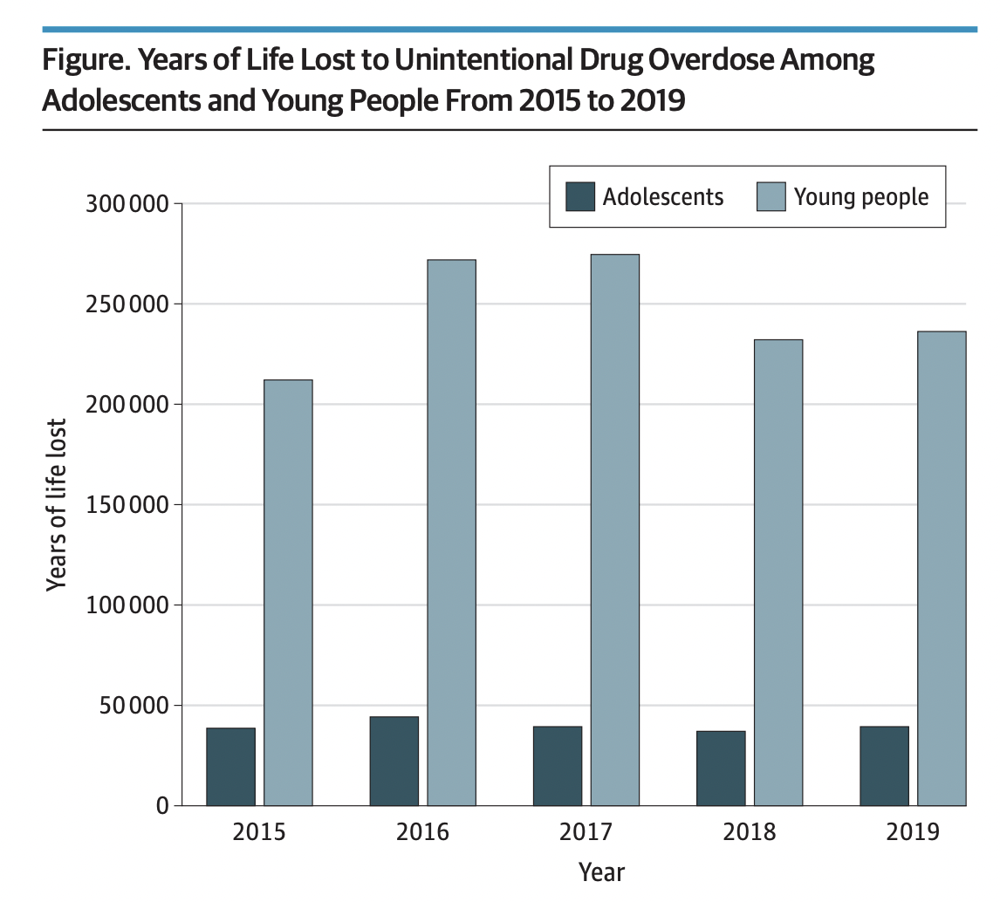 Figure. Years of Life Lost to Unintentional Drug Overdose Among
Adolescents and Young People From 2015 to 2019
Adolescents
Young people
300 000
250 000
200 000
150 000
100 000
50 000
0
Years of life lost
2015
2016
2017
2018
2019
Year